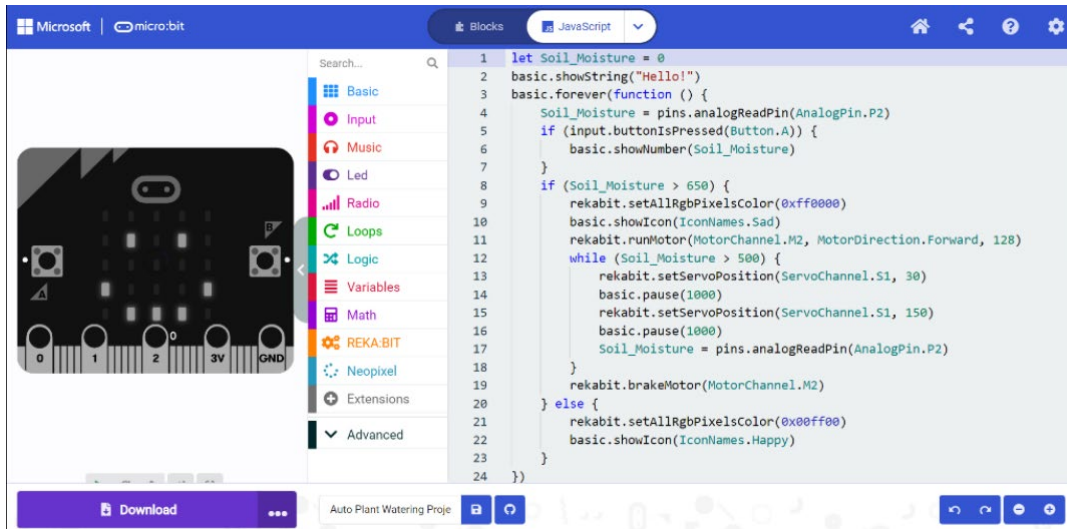 Microsoft | micro:bit
Blocks
JS JavaScript
Search...
Basic
Input
Music
Led
Radio
Loops
Logic
Variables
Math
REKA:BIT
Neopixel
Extensions
Advanced
A
B
0
0 1 2 3V GND
1 let Soil_Moisture = 0
2 basic.showString("Hello!")
3 basic.forever(function () {
4 Soil_Moisture = pins.analogReadPin(AnalogPin.P2)
5 if (input.buttonIsPressed(Button.A)) {
6 basic.showNumber(Soil_Moisture)
7 }
8 if (Soil_Moisture > 650) {
9 rekabit.setAllRgbPixelsColor(0xff0000)
10 basic.showIcon(IconNames.Sad)
11 rekabit.runMotor(MotorChannel.M2, MotorDirection.Forward, 128)
12 while (Soil_Moisture > 500) {
13 rekabit.setServoPosition(ServoChannel.S1, 30)
14 basic.pause(1000)
15 rekabit.setServoPosition(ServoChannel.S1, 150)
16 basic.pause(1000)
17 Soil_Moisture = pins.analogReadPin(AnalogPin.P2)
18 }
19 rekabit.brakeMotor(MotorChannel.M2)
20 } else {
21 rekabit.setAllRgbPixelsColor(0x00ff00)
22 basic.showIcon(IconNames.Happy)
23 }
24 })
Download
Auto Plant Watering Proje